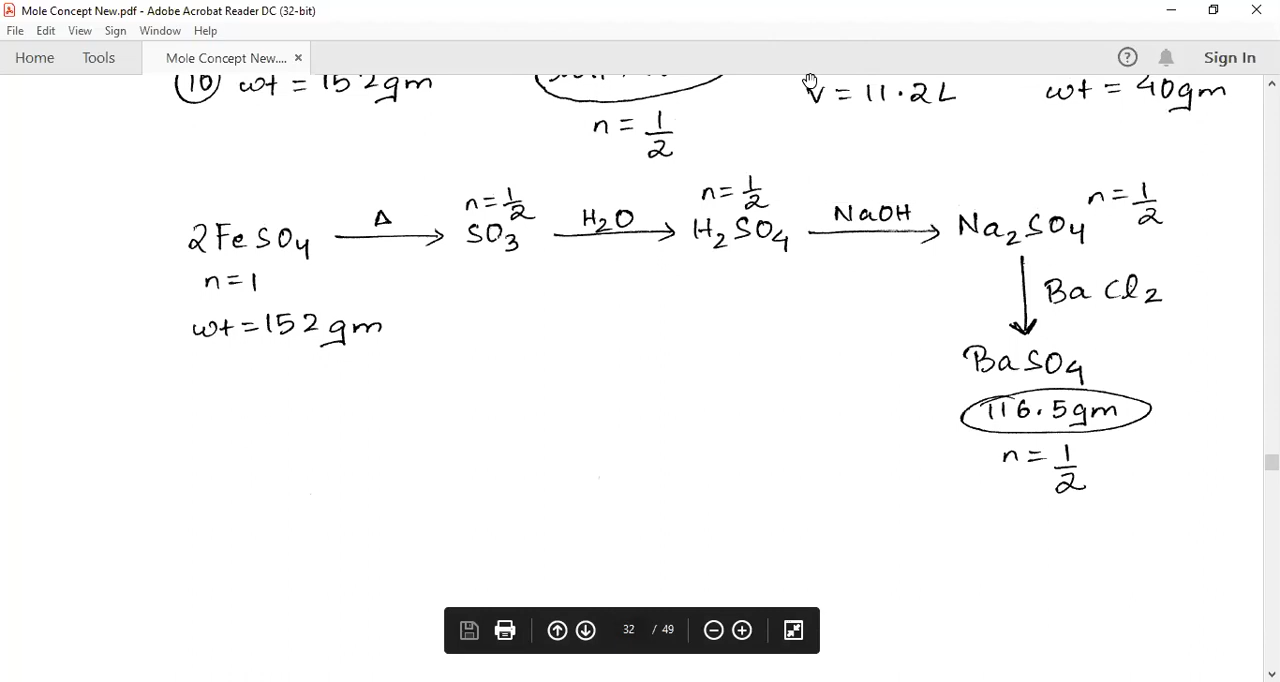 Mole Concept New.pdf - Adobe Acrobat Reader DC (32-bit)
File Edit View Sign Window Help
Home Tools Mole Concept New.... × Sign In
10 wt = 152gm V = 11.2L wt = 40gm
n = 1/2
n = 1/2 n = 1/2 n = 1/2
2FeSO4 Δ→ SO3 H2O→ H2SO4 NaOH→ Na2SO4
n = 1
BaCl2
wt = 152 gm
BaSO4
116.5gm
n = 1/2
32 / 49